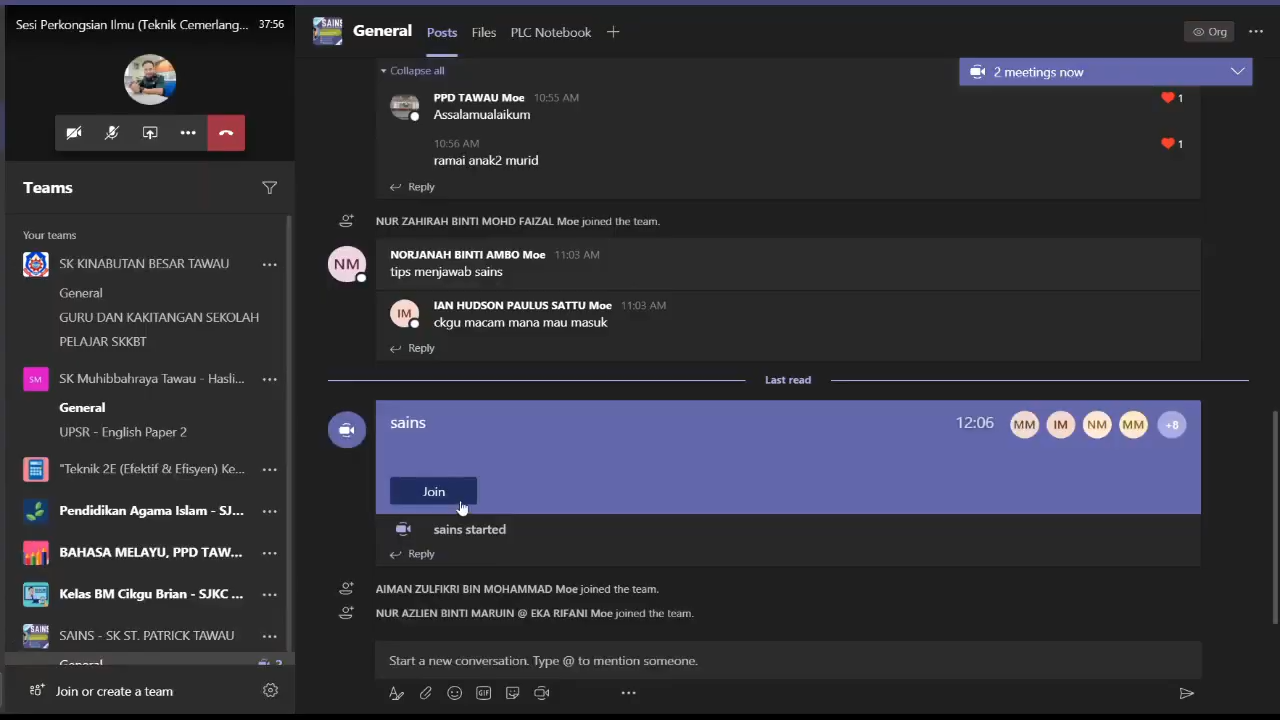 Sesi Perkongsian Ilmu (Teknik Cemerlang... 37:56
Teams
Your teams
SK KINABUTAN BESAR TAWAU
General
GURU DAN KAKITANGAN SEKOLAH
PELAJAR SKKBT
SM SK Muhibbahraya Tawau - Hasli...
General
UPSR - English Paper 2
"Teknik 2E (Efektif & Efisyen) Ke...
Pendidikan Agama Islam - SJ...
BAHASA MELAYU, PPD TAW...
Kelas BM Cikgu Brian - SJKC ...
SAINS SAINS - SK ST. PATRICK TAWAU
General 2
Join or create a team
SAINS General Posts Files PLC Notebook Org
2 meetings now
Collapse all
PPD TAWAU Moe 10:55 AM 1
Assalamualaikum
10:56 AM 1
ramai anak2 murid
Reply
NUR ZAHIRAH BINTI MOHD FAIZAL Moe joined the team.
NM NORJANAH BINTI AMBO Moe 11:03 AM
tips menjawab sains
IM IAN HUDSON PAULUS SATTU Moe 11:03 AM
ckgu macam mana mau masuk
Reply
Last read
sains 12:06 MM IM NM MM +8
Join
sains started
Reply
AIMAN ZULFIKRI BIN MOHAMMAD Moe joined the team.
NUR AZLIEN BINTI MARUIN @ EKA RIFANI Moe joined the team.
Start a new conversation. Type @ to mention someone.
GIF